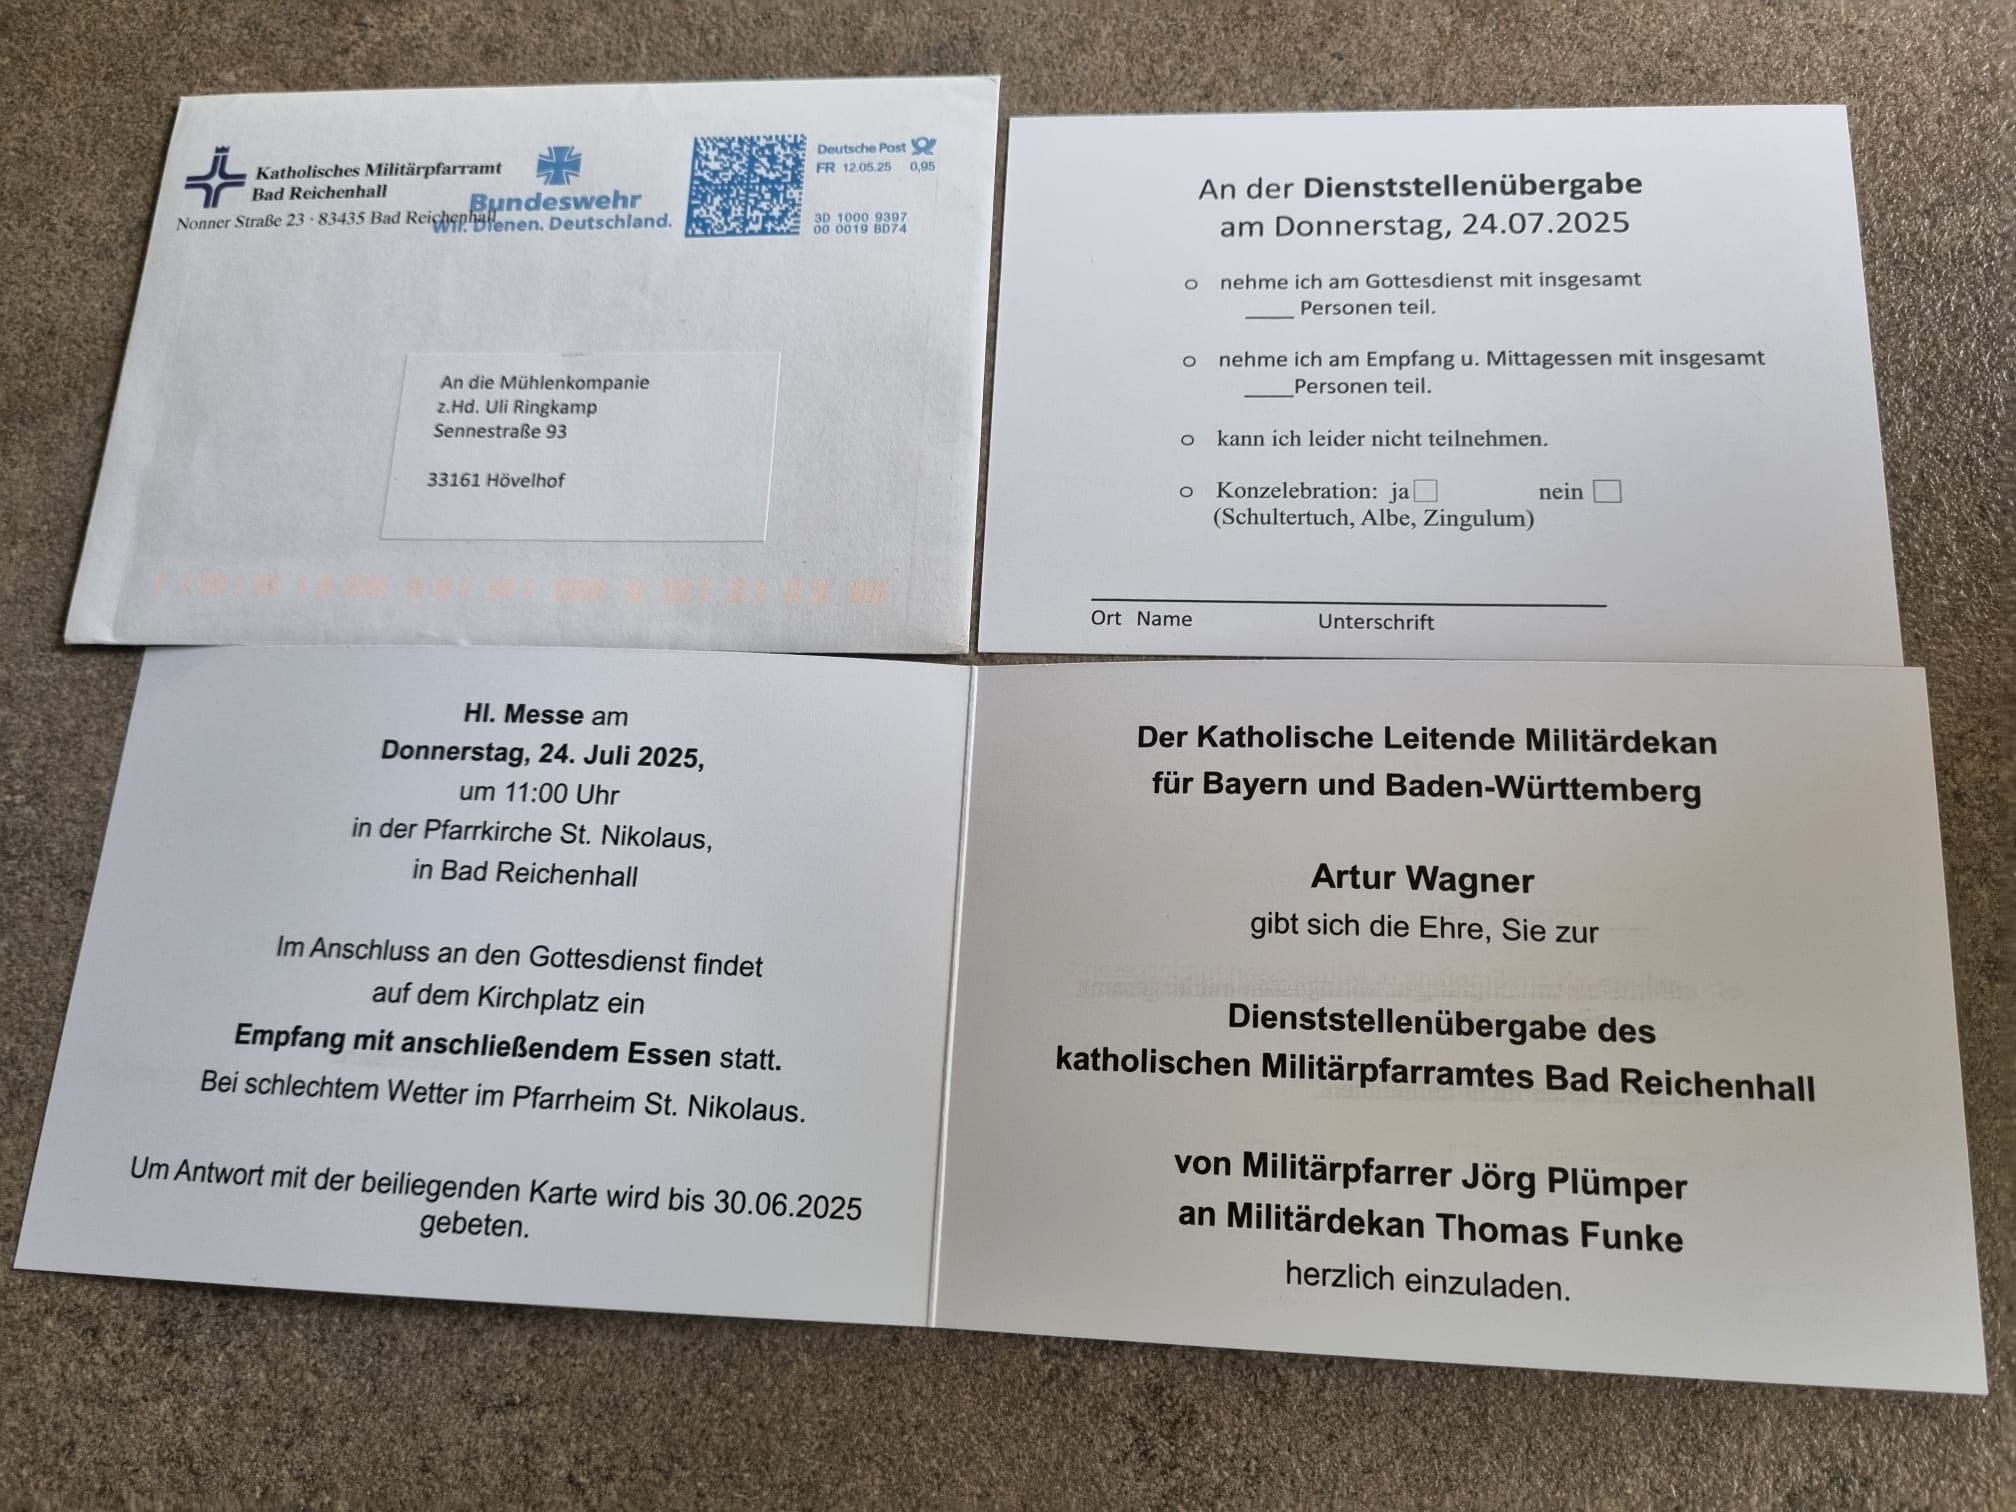 Katholisches Militärpfarramt
Bad Reichenhall
Nonner Straße 23 · 83435 Bad Reichenhall
Bundeswehr
Wir. Dienen. Deutschland.
Deutsche Post
FR 12.05.25 0,95
3D 1000 9397
00 0019 BD74
An die Mühlenkompanie
z.Hd. Uli Ringkamp
Sennestraße 93
33161 Hövelhof
An der Dienststellenübergabe
am Donnerstag, 24.07.2025
o nehme ich am Gottesdienst mit insgesamt
____ Personen teil.
o nehme ich am Empfang u. Mittagessen mit insgesamt
____Personen teil.
o kann ich leider nicht teilnehmen.
o Konzelebration: ja nein
(Schultertuch, Albe, Zingulum)
Ort Name Unterschrift
Hl. Messe am
Donnerstag, 24. Juli 2025,
um 11:00 Uhr
in der Pfarrkirche St. Nikolaus,
in Bad Reichenhall
Im Anschluss an den Gottesdienst findet
auf dem Kirchplatz ein
Empfang mit anschließendem Essen statt.
Bei schlechtem Wetter im Pfarrheim St. Nikolaus.
Um Antwort mit der beiliegenden Karte wird bis 30.06.2025
gebeten.
Der Katholische Leitende Militärdekan
für Bayern und Baden-Württemberg
Artur Wagner
gibt sich die Ehre, Sie zur
Dienststellenübergabe des
katholischen Militärpfarramtes Bad Reichenhall
von Militärpfarrer Jörg Plümper
an Militärdekan Thomas Funke
herzlich einzuladen.